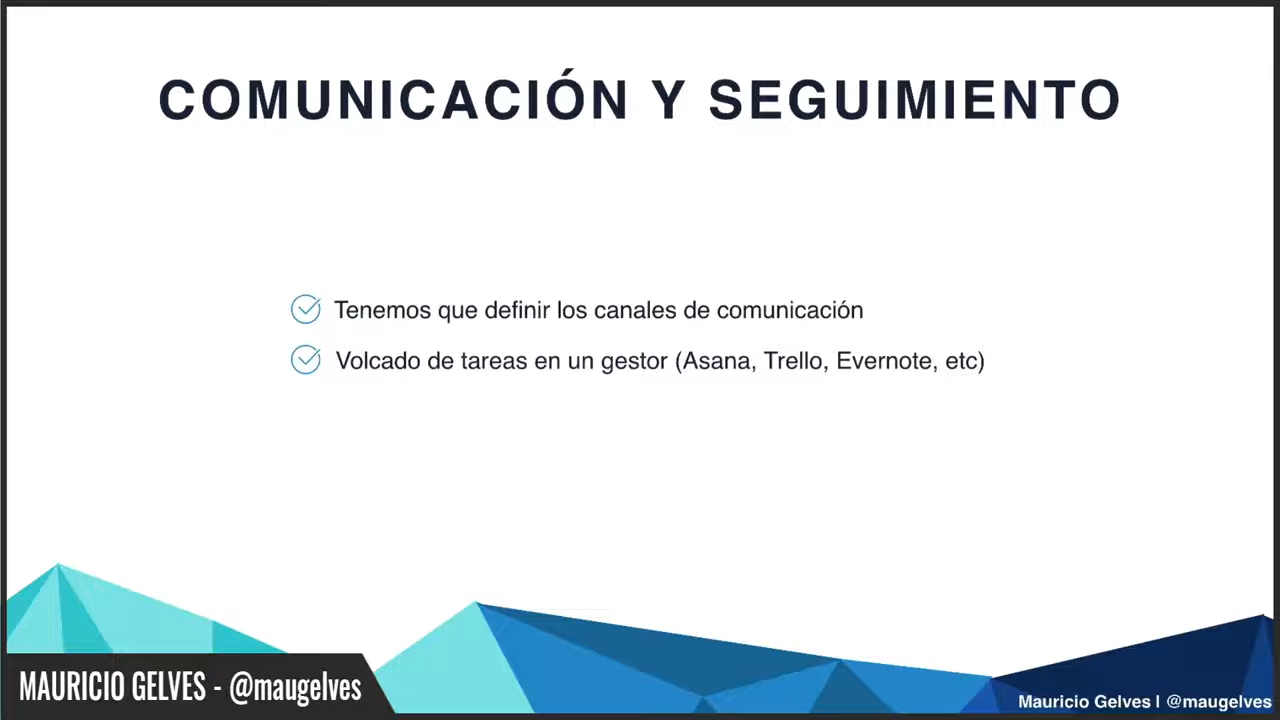 COMUNICACIÓN Y SEGUIMIENTO
Tenemos que definir los canales de comunicación
Volcado de tareas en un gestor (Asana, Trello, Evernote, etc)
MAURICIO GELVES - @maugelves
Mauricio Gelves | @maugelves